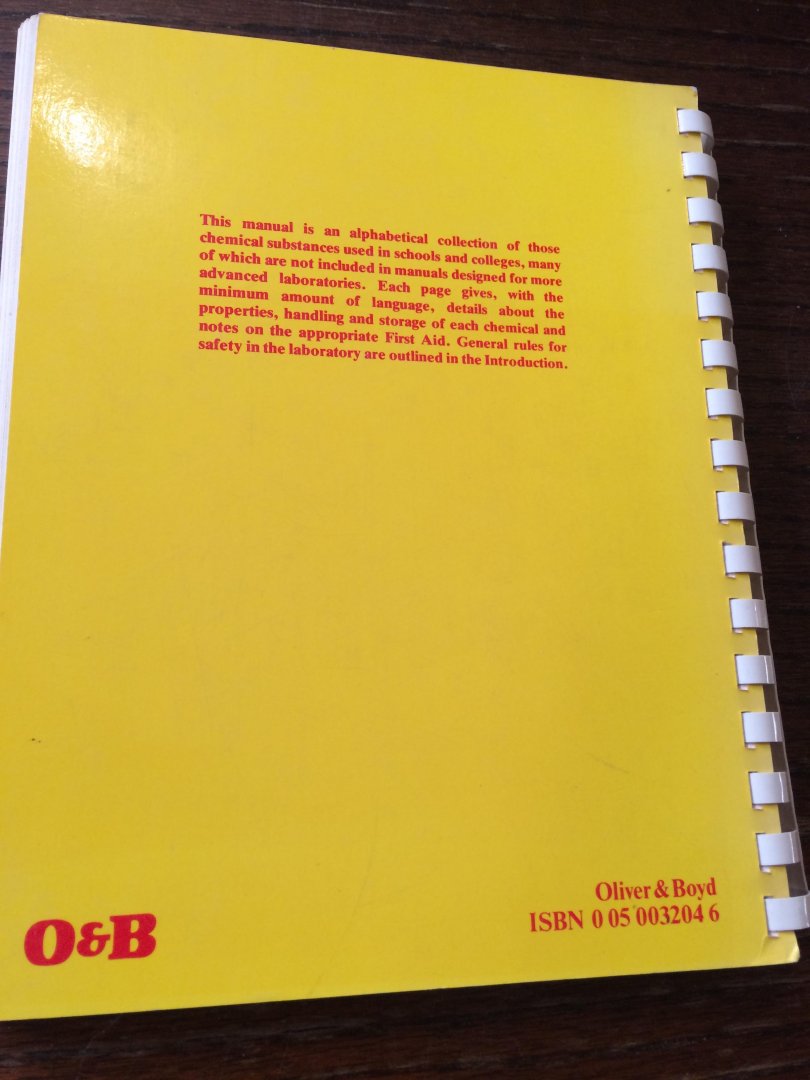 This manual is an alphabetical collection of those
chemical substances used in schools and colleges, many
of which are not included in manuals designed for more
advanced laboratories. Each page gives, with the
minimum amount of language, details about the
properties, handling and storage of each chemical and
notes on the appropriate First Aid. General rules for
safety in the laboratory are outlined in the Introduction.
O&B
Oliver & Boyd
ISBN 0 05 003204 6